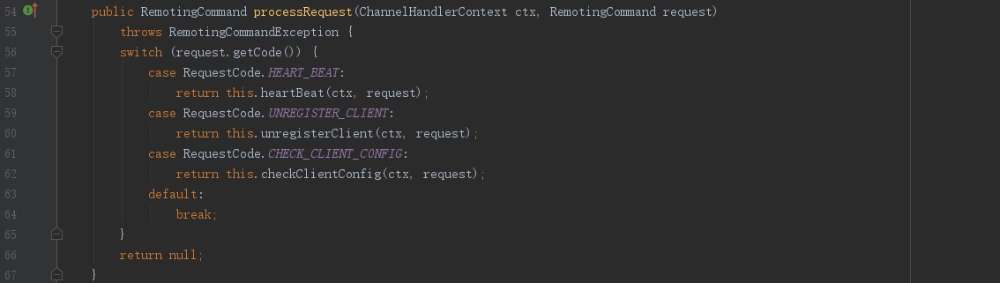 54 public RemotingCommand processRequest(ChannelHandlerContext ctx, RemotingCommand request)
55 throws RemotingCommandException {
56 switch (request.getCode()) {
57 case RequestCode.HEART_BEAT:
58 return this.heartBeat(ctx, request);
59 case RequestCode.UNREGISTER_CLIENT:
60 return this.unregisterClient(ctx, request);
61 case RequestCode.CHECK_CLIENT_CONFIG:
62 return this.checkClientConfig(ctx, request);
63 default:
64 break;
65 }
66 return null;
67 }